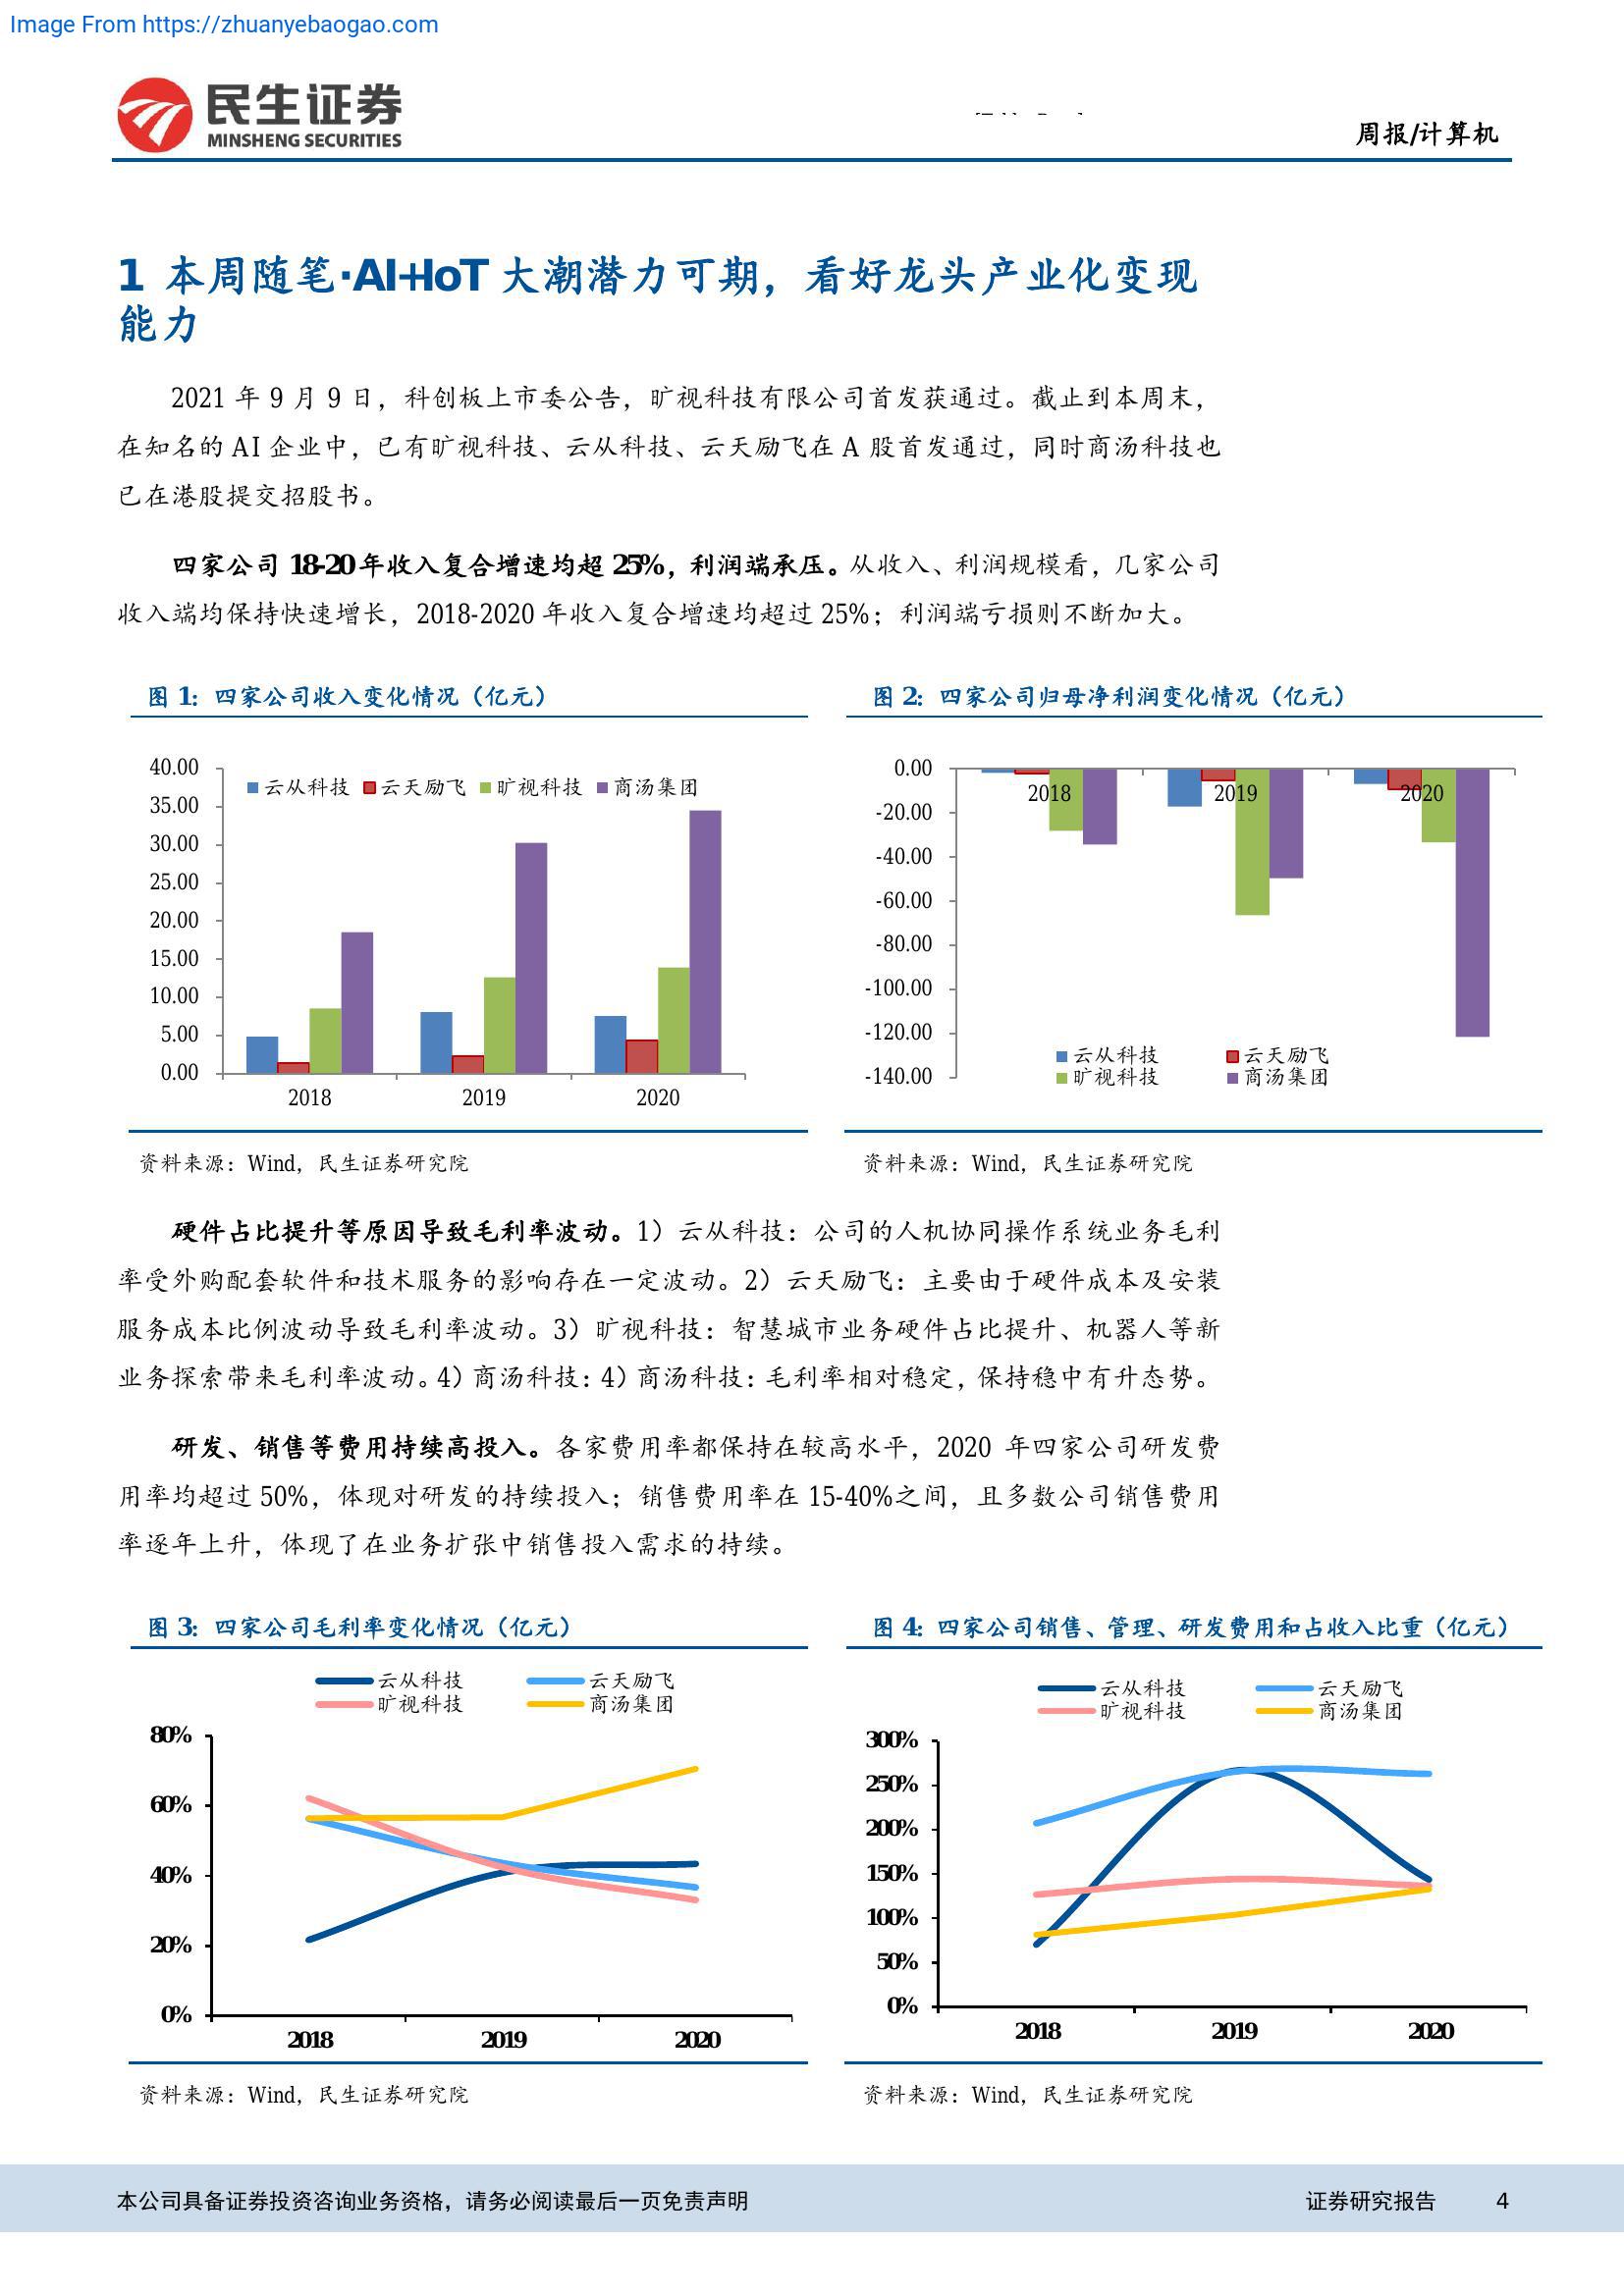 Image From https://zhuanyebaogao.com
民生证券
MINSHENG SECURITIES
周报/计算机
1 本周随笔·AI+IoT 大潮潜力可期，看好龙头产业化变现
能力
2021 年 9 月 9 日，科创板上市委公告，旷视科技有限公司首发获通过。截止到本周末，
在知名的 AI 企业中，已有旷视科技、云从科技、云天励飞在 A 股首发通过，同时商汤科技也
已在港股提交招股书。
四家公司 18-20 年收入复合增速均超 25%，利润端承压。从收入、利润规模看，几家公司
收入端均保持快速增长，2018-2020 年收入复合增速均超过 25%；利润端亏损则不断加大。
图 1：四家公司收入变化情况（亿元）
40.00
35.00
30.00
25.00
20.00
15.00
10.00
5.00
0.00
云从科技 云天励飞 旷视科技 商汤集团
2018 2019 2020
资料来源：Wind，民生证券研究院
图 2：四家公司归母净利润变化情况（亿元）
0.00
-20.00
-40.00
-60.00
-80.00
-100.00
-120.00
-140.00
2018 2019 2020
云从科技 云天励飞
旷视科技 商汤集团
资料来源：Wind，民生证券研究院
硬件占比提升等原因导致毛利率波动。1）云从科技：公司的人机协同操作系统业务毛利
率受外购配套软件和技术服务的影响存在一定波动。2）云天励飞：主要由于硬件成本及安装
服务成本比例波动导致毛利率波动。3）旷视科技：智慧城市业务硬件占比提升、机器人等新
业务探索带来毛利率波动。4）商汤科技：4）商汤科技：毛利率相对稳定，保持稳中有升态势。
研发、销售等费用持续高投入。各家费用率都保持在较高水平，2020 年四家公司研发费
用率均超过 50%，体现对研发的持续投入；销售费用率在 15-40%之间，且多数公司销售费用
率逐年上升，体现了在业务扩张中销售投入需求的持续。
图 3：四家公司毛利率变化情况（亿元）
云从科技 云天励飞
旷视科技 商汤集团
80%
60%
40%
20%
0%
2018 2019 2020
资料来源：Wind，民生证券研究院
图 4：四家公司销售、管理、研发费用和占收入比重（亿元）
云从科技 云天励飞
旷视科技 商汤集团
300%
250%
200%
150%
100%
50%
0%
2018 2019 2020
资料来源：Wind，民生证券研究院
本公司具备证券投资咨询业务资格，请务必阅读最后一页免责声明
证券研究报告 4